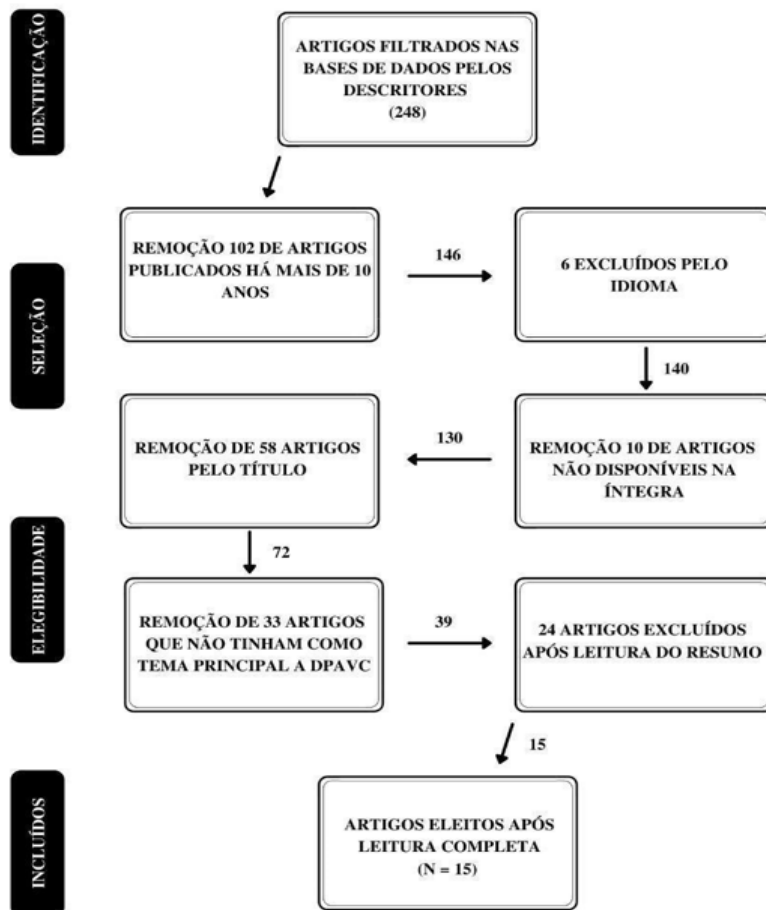 IDENTIFICAÇÃO
ARTIGOS FILTRADOS NAS
BASES DE DADOS PELOS
DESCRITORES
(248)
SELEÇÃO
REMOÇÃO 102 DE ARTIGOS
PUBLICADOS HÁ MAIS DE 10
ANOS
146
6 EXCLUÍDOS PELO
IDIOMA
140
REMOÇÃO 10 DE ARTIGOS
NÃO DISPONÍVEIS NA
ÍNTEGRA
130
REMOÇÃO DE 58 ARTIGOS
PELO TÍTULO
72
ELEGIBILIDADE
REMOÇÃO DE 33 ARTIGOS
QUE NÃO TINHAM COMO
TEMA PRINCIPAL A DPAVC
39
24 ARTIGOS EXCLUÍDOS
APÓS LEITURA DO RESUMO
15
INCLUÍDOS
ARTIGOS ELEITOS APÓS
LEITURA COMPLETA
(N = 15)